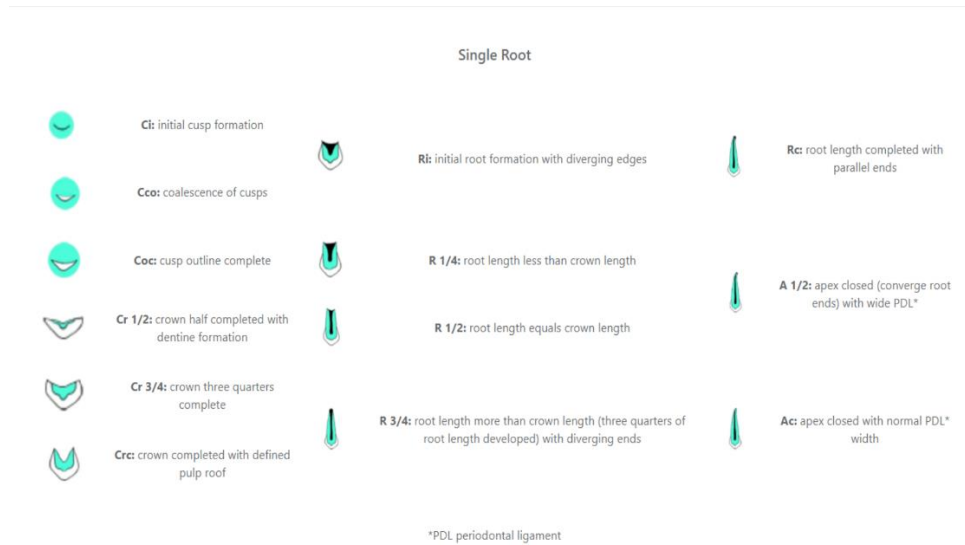 Single Root
Ci: initial cusp formation
Cco: coalescence of cusps
Coc: cusp outline complete
Cr 1/2: crown half completed with
dentine formation
Cr 3/4: crown three quarters
complete
Crc: crown completed with defined
pulp roof
Ri: initial root formation with diverging edges
R 1/4: root length less than crown length
R 1/2: root length equals crown length
R 3/4: root length more than crown length (three quarters of
root length developed) with diverging ends
Rc: root length completed with
parallel ends
A 1/2: apex closed (converge root
ends) with wide PDL*
Ac: apex closed with normal PDL*
width
*PDL periodontal ligament